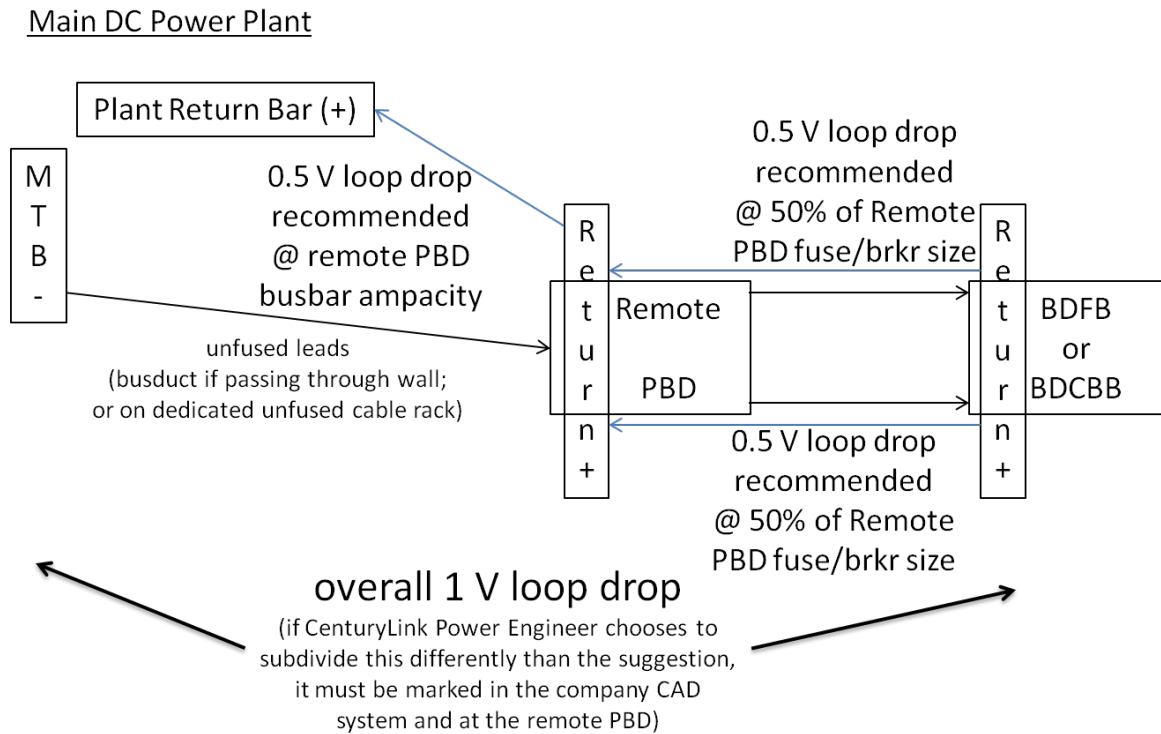 Main DC Power Plant
Plant Return Bar (+)
M
T
B
-
0.5 V loop drop
recommended
@ remote PBD
busbar ampacity
unfused leads
(busduct if passing through wall;
or on dedicated unfused cable rack)
R
e
t
u
r
n
+
Remote
PBD
0.5 V loop drop
recommended
@ 50% of Remote
PBD fuse/brkr size
R
e
t
u
r
n
+
BDFB
or
BDCBB
0.5 V loop drop
recommended
@ 50% of Remote
PBD fuse/brkr size
overall 1 V loop drop
(if CenturyLink Power Engineer chooses to
subdivide this differently than the suggestion,
it must be marked in the company CAD
system and at the remote PBD)